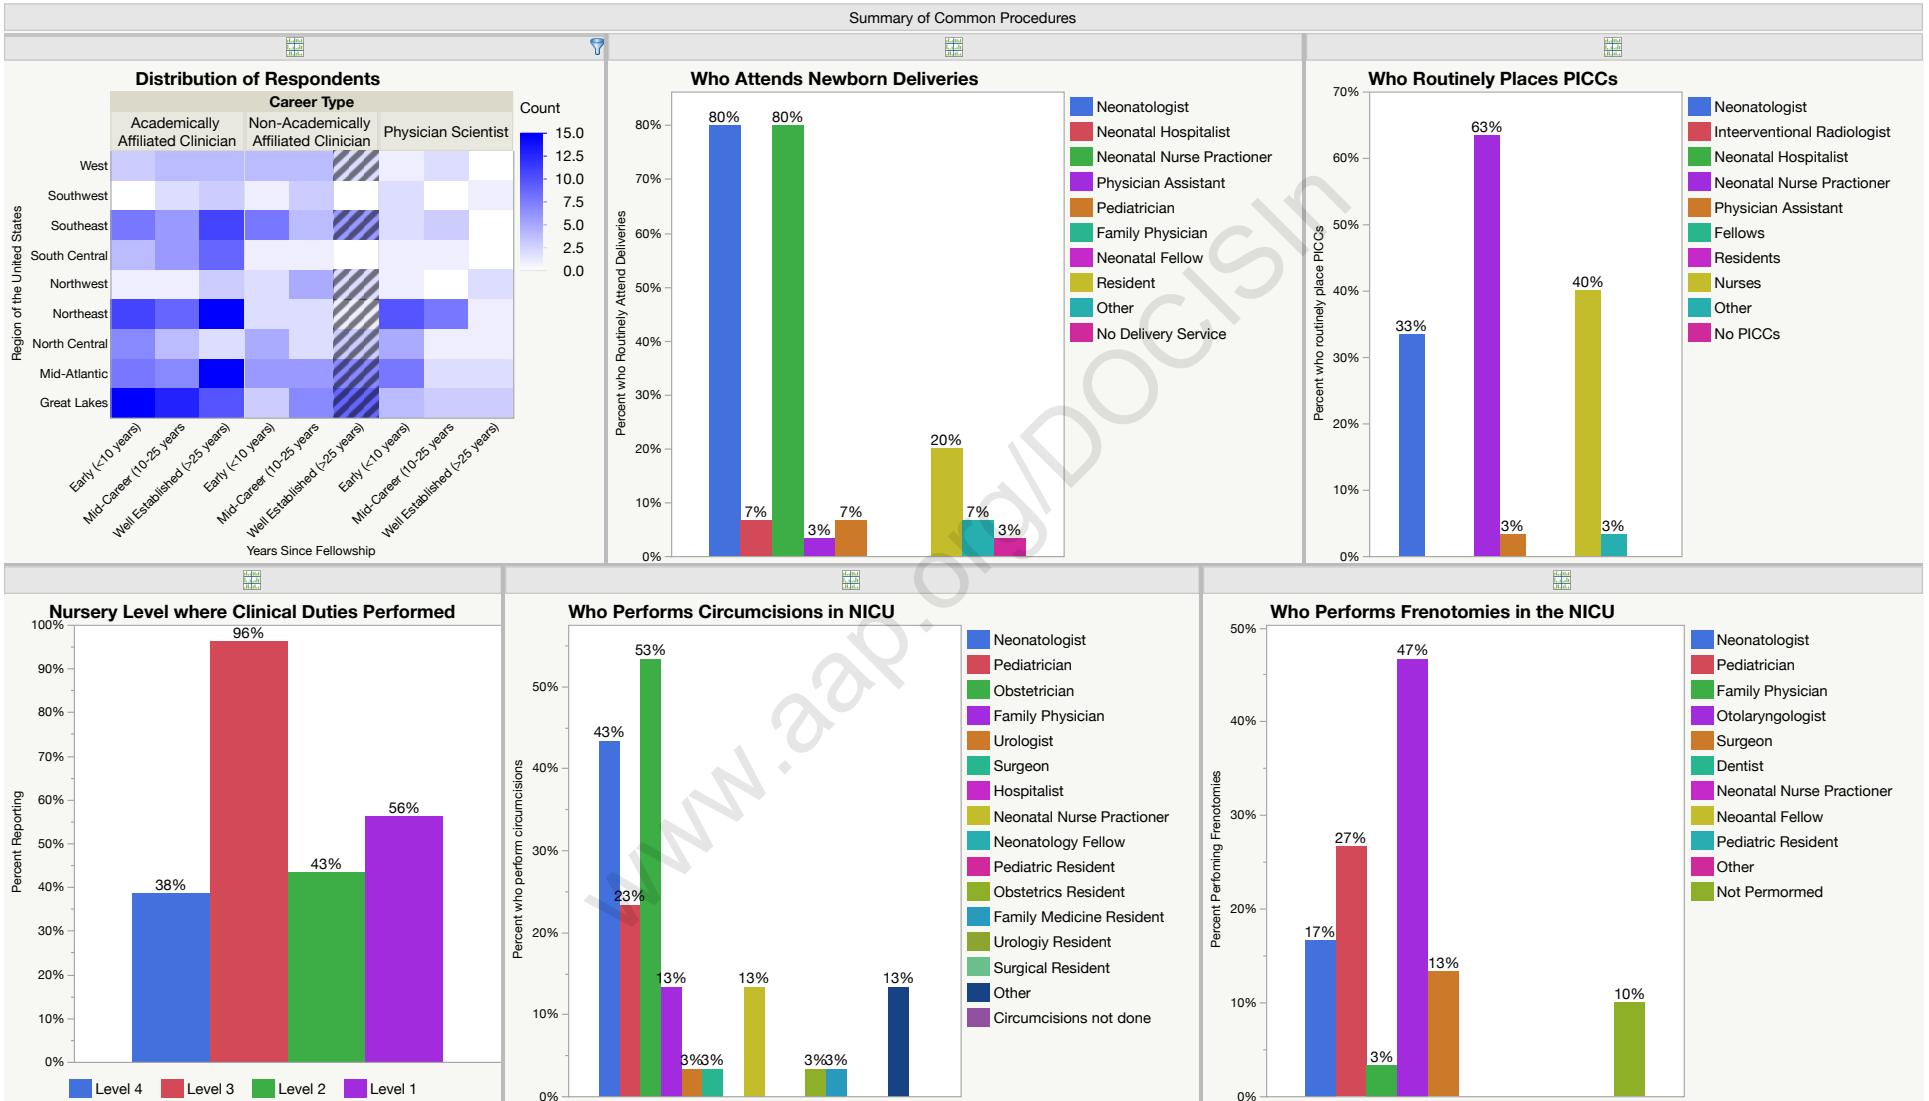 Summary of Common Procedures
Distribution of Respondents
Career Type
Academically
Affiliated Clinician
Non-Academically
Affiliated Clinician
Physician Scientist
Count
15.0
12.5
10.0
7.5
5.0
2.5
0.0
Region of the United States
West
Southwest
Southeast
South Central
Northwest
Northeast
North Central
Mid-Atlantic
Great Lakes
Early (<10 years)
Mid-Career (10-25 years
Well Established (>25 years)
Early (<10 years)
Mid-Career (10-25 years
Well Established (>25 years)
Early (<10 years)
Mid-Career (10-25 years
Well Established (>25 years)
Years Since Fellowship
Who Attends Newborn Deliveries
Percent who Routinely Attend Deliveries
80%
70%
60%
50%
40%
30%
20%
10%
0%
80%
7%
80%
3%
7%
20%
7%
3%
Neonatologist
Neonatal Hospitalist
Neonatal Nurse Practioner
Physician Assistant
Pediatrician
Family Physician
Neonatal Fellow
Resident
Other
No Delivery Service
Who Routinely Places PICCs
Percent who routinely place PICCs
70%
60%
50%
40%
30%
20%
10%
0%
33%
63%
3%
40%
3%
Neonatologist
Inteerventional Radiologist
Neonatal Hospitalist
Neonatal Nurse Practioner
Physician Assistant
Fellows
Residents
Nurses
Other
No PICCs
Nursery Level where Clinical Duties Performed
Percent Reporting
100%
90%
80%
70%
60%
50%
40%
30%
20%
10%
0%
38%
96%
43%
56%
Level 4
Level 3
Level 2
Level 1
Who Performs Circumcisions in NICU
Percent who perform circumcisions
50%
40%
30%
20%
10%
0%
43%
23%
53%
13%
3%
3%
13%
3%
3%
13%
Neonatologist
Pediatrician
Obstetrician
Family Physician
Urologist
Surgeon
Hospitalist
Neonatal Nurse Practioner
Neonatology Fellow
Pediatric Resident
Obstetrics Resident
Family Medicine Resident
Urologiy Resident
Surgical Resident
Other
Circumcisions not done
Who Performs Frenotomies in the NICU
Percent Performing Frenotomies
50%
40%
30%
20%
10%
0%
17%
27%
3%
47%
13%
10%
Neonatologist
Pediatrician
Family Physician
Otolaryngologist
Surgeon
Dentist
Neonatal Nurse Practioner
Neoantal Fellow
Pediatric Resident
Other
Not Permormed
www.aap.org/DOCISIn